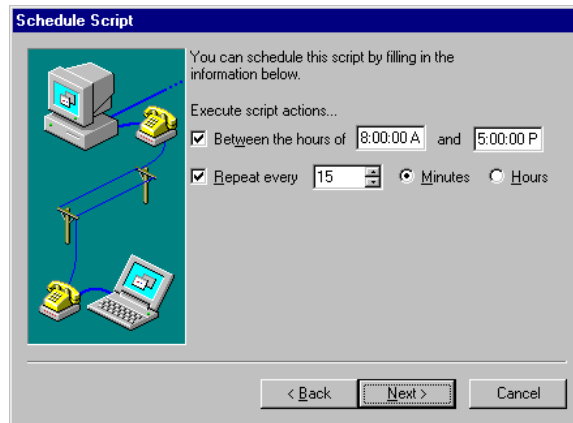 Schedule Script
You can schedule this script by filling in the
information below.
Execute script actions...
Between the hours of 8:00:00 A and 5:00:00 P
Repeat every 15 Minutes Hours
< Back Next > Cancel